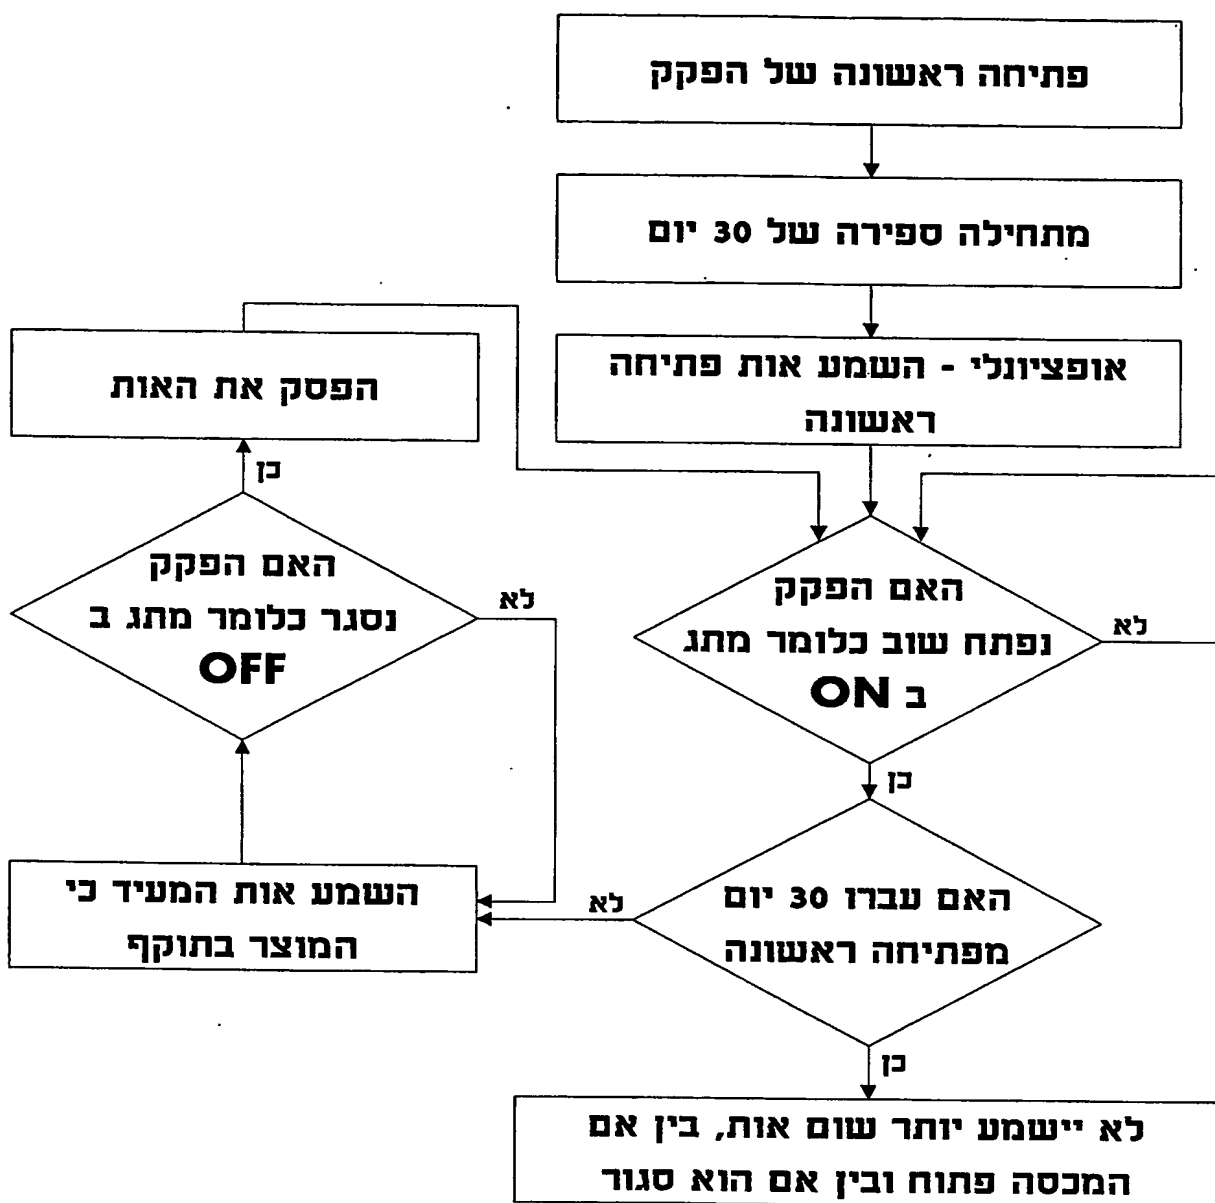 פתיחה ראשונה של הפקק
מתחילה ספירה של 30 יום
אופציונלי - השמע אות פתיחה
ראשונה
האם הפקק
נפתח שוב כלומר מתג
ב ON
לא
כן
האם עברו 30 יום
מפתיחה ראשונה
לא
כן
השמע אות המעיד כי
המוצר בתוקף
האם הפקק
נסגר כלומר מתג ב
OFF
לא
כן
הפסק את האות
לא יישמע יותר שום אות, בין אם
המכסה פתוח ובין אם הוא סגור